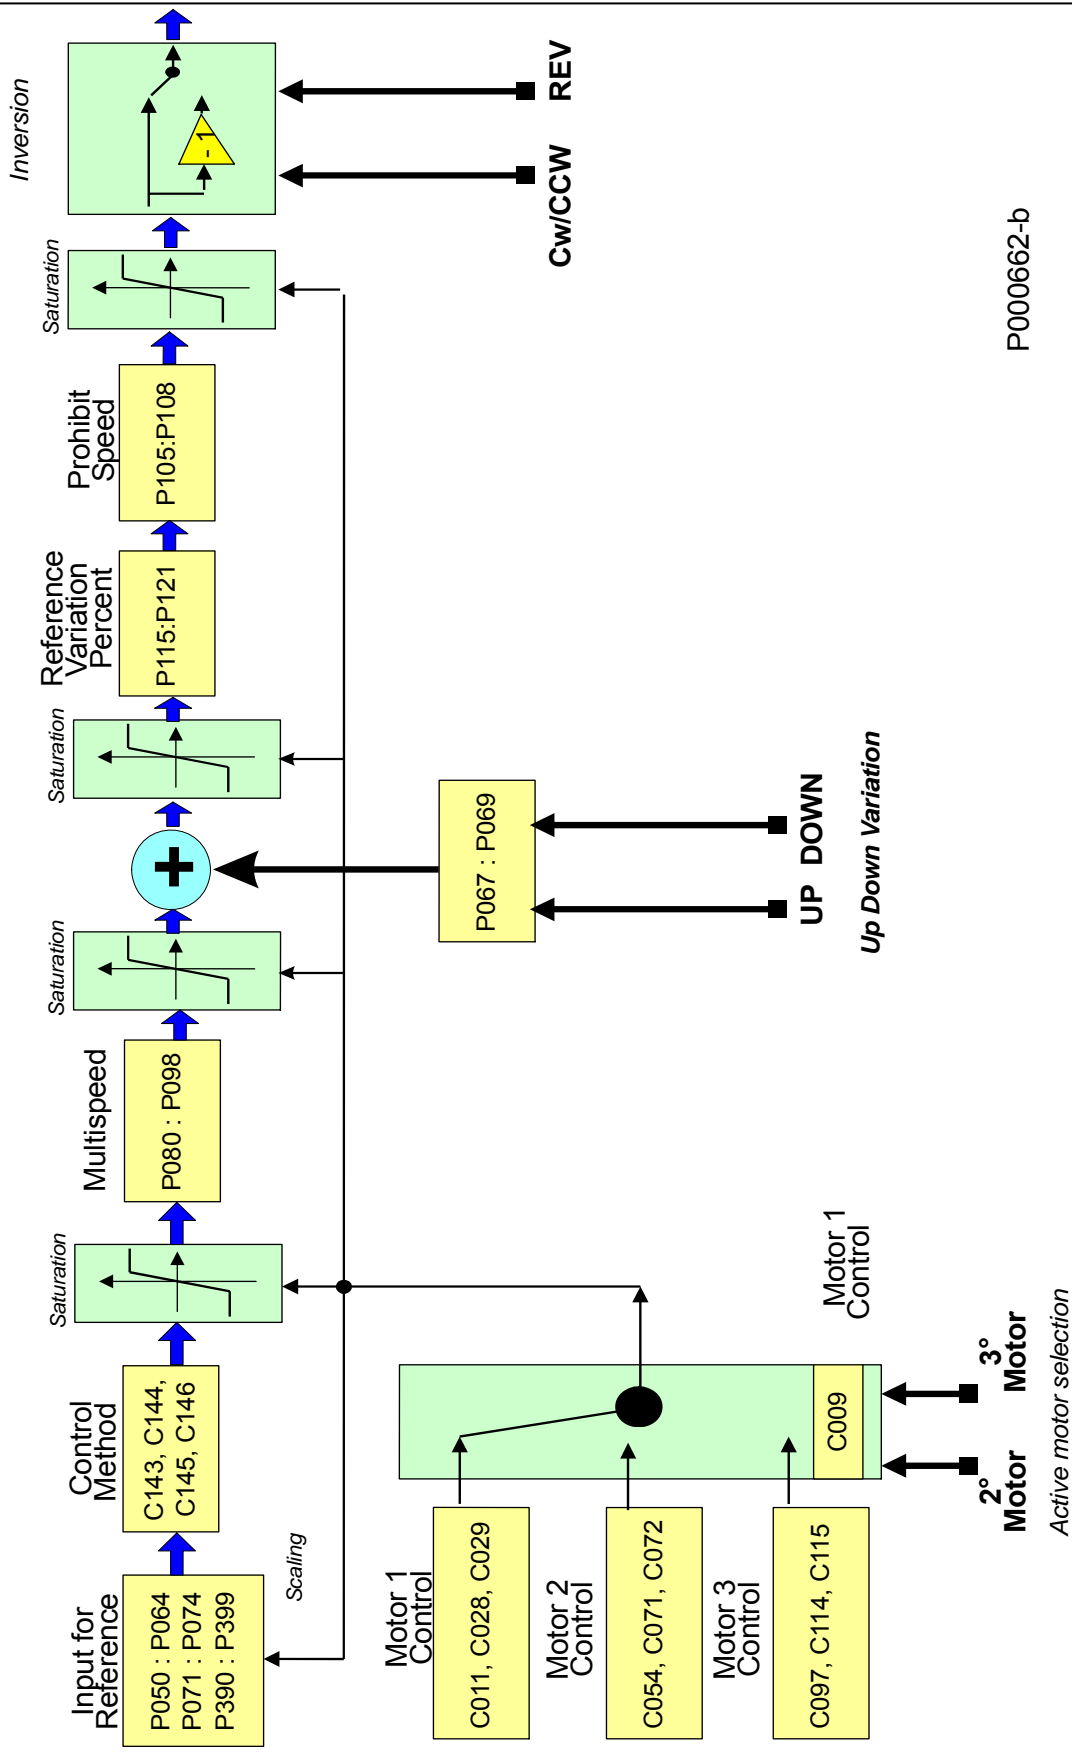 Input for
Reference
P050 : P064
P071 : P074
P390 : P399
Scaling
Control
Method
C143, C144,
C145, C146
Saturation
Multispeed
P080 : P098
Saturation
+
Saturation
Reference
Variation
Percent
P115:P121
Prohibit
Speed
P105:P108
Saturation
Inversion
- 1
Cw/CCW
REV
P067 : P069
UP
DOWN
Up Down Variation
Motor 1
Control
C011, C028, C029
Motor 2
Control
C054, C071, C072
Motor 3
Control
C097, C114, C115
C009
Motor 1
Control
2°
Motor
3°
Motor
Active motor selection
P000662-b